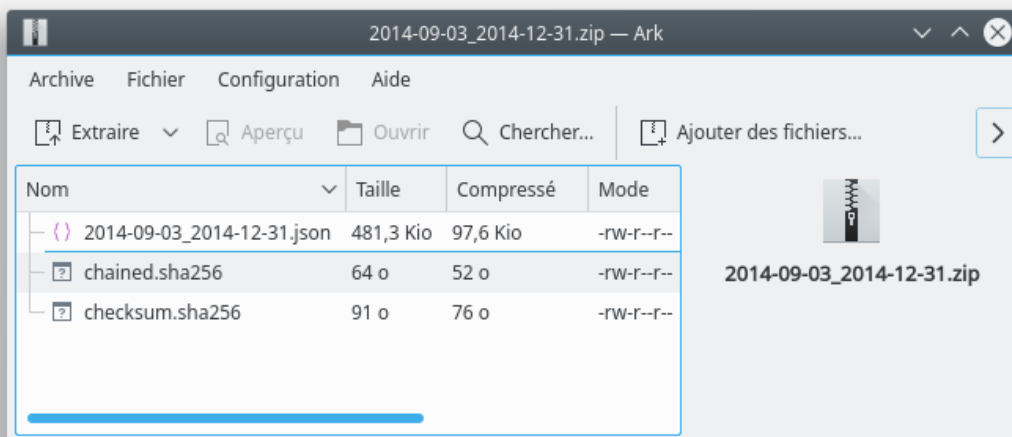 2014-09-03_2014-12-31.zip — Ark
Archive Fichier Configuration Aide
Extraire Aperçu Ouvrir Chercher... Ajouter des fichiers...
Nom Taille Compressé Mode
2014-09-03_2014-12-31.json 481,3 Kio 97,6 Kio -rw-r--r--
chained.sha256 64 o 52 o -rw-r--r--
checksum.sha256 91 o 76 o -rw-r--r--
2014-09-03_2014-12-31.zip